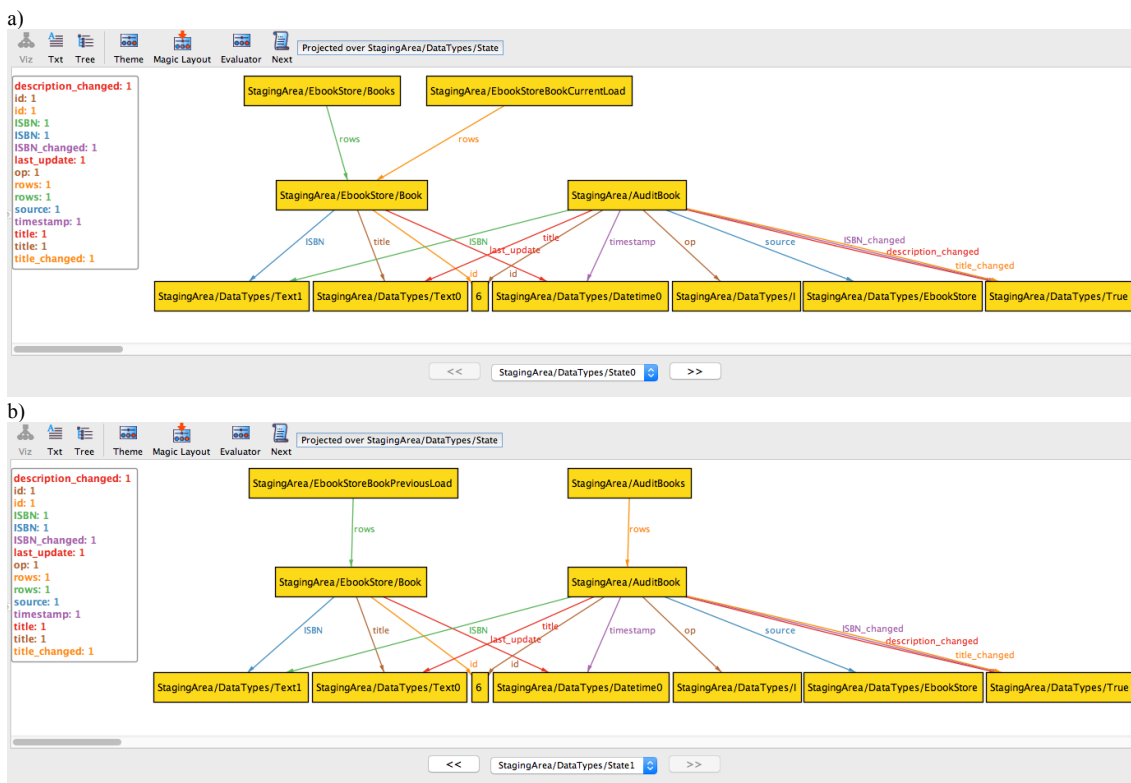 a)
Viz Txt Tree Theme Magic Layout Evaluator Next Projected over StagingArea/DataTypes/State
description_changed: 1
id: 1
id: 1
ISBN: 1
ISBN: 1
ISBN_changed: 1
last_update: 1
op: 1
rows: 1
rows: 1
source: 1
timestamp: 1
title: 1
title: 1
title_changed: 1
StagingArea/EbookStore/Books StagingArea/EbookStoreBookCurrentLoad
rows rows
StagingArea/EbookStore/Book StagingArea/AuditBook
ISBN title ISBN title timestamp op source ISBN_changed
last_update description_changed
id id title_changed
StagingArea/DataTypes/Text1 StagingArea/DataTypes/Text0 6 StagingArea/DataTypes/Datetime0 StagingArea/DataTypes/I StagingArea/DataTypes/EbookStore StagingArea/DataTypes/True
<< StagingArea/DataTypes/State0 >>
b)
Viz Txt Tree Theme Magic Layout Evaluator Next Projected over StagingArea/DataTypes/State
description_changed: 1
id: 1
id: 1
ISBN: 1
ISBN: 1
ISBN_changed: 1
last_update: 1
op: 1
rows: 1
rows: 1
source: 1
timestamp: 1
title: 1
title: 1
title_changed: 1
StagingArea/EbookStoreBookPreviousLoad StagingArea/AuditBooks
rows rows
StagingArea/EbookStore/Book StagingArea/AuditBook
ISBN title ISBN title timestamp op source ISBN_changed
last_update description_changed
id id title_changed
StagingArea/DataTypes/Text1 StagingArea/DataTypes/Text0 6 StagingArea/DataTypes/Datetime0 StagingArea/DataTypes/I StagingArea/DataTypes/EbookStore StagingArea/DataTypes/True
<< StagingArea/DataTypes/State1 >>